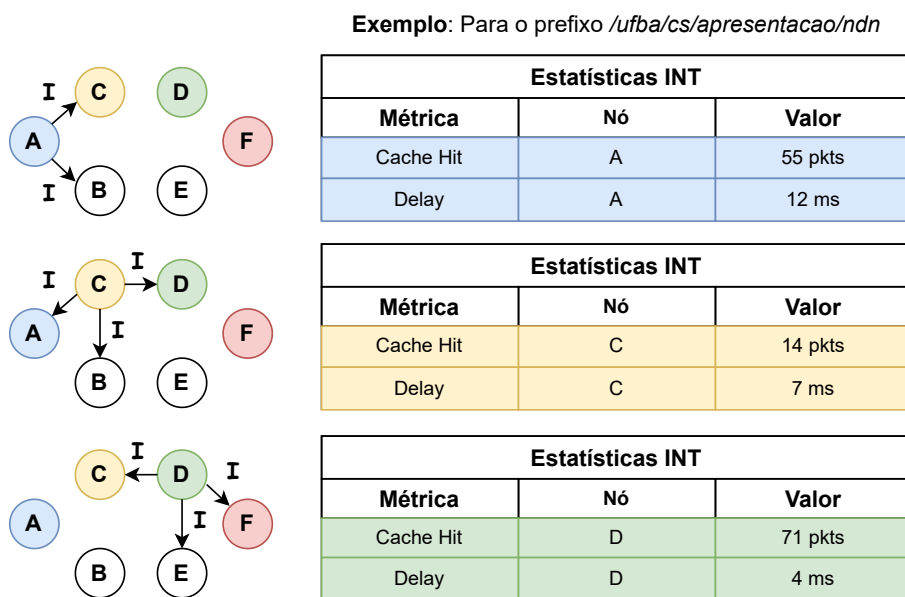 Exemplo: Para o prefixo /ufba/cs/apresentacao/ndn
I
C
D
A
F
I
B
E
Estatísticas INT
Métrica Nó Valor
Cache Hit A 55 pkts
Delay A 12 ms
I
I
C
D
A
I
F
B
E
Estatísticas INT
Métrica Nó Valor
Cache Hit C 14 pkts
Delay C 7 ms
I
C
D
I
A
I
F
B
E
Estatísticas INT
Métrica Nó Valor
Cache Hit D 71 pkts
Delay D 4 ms